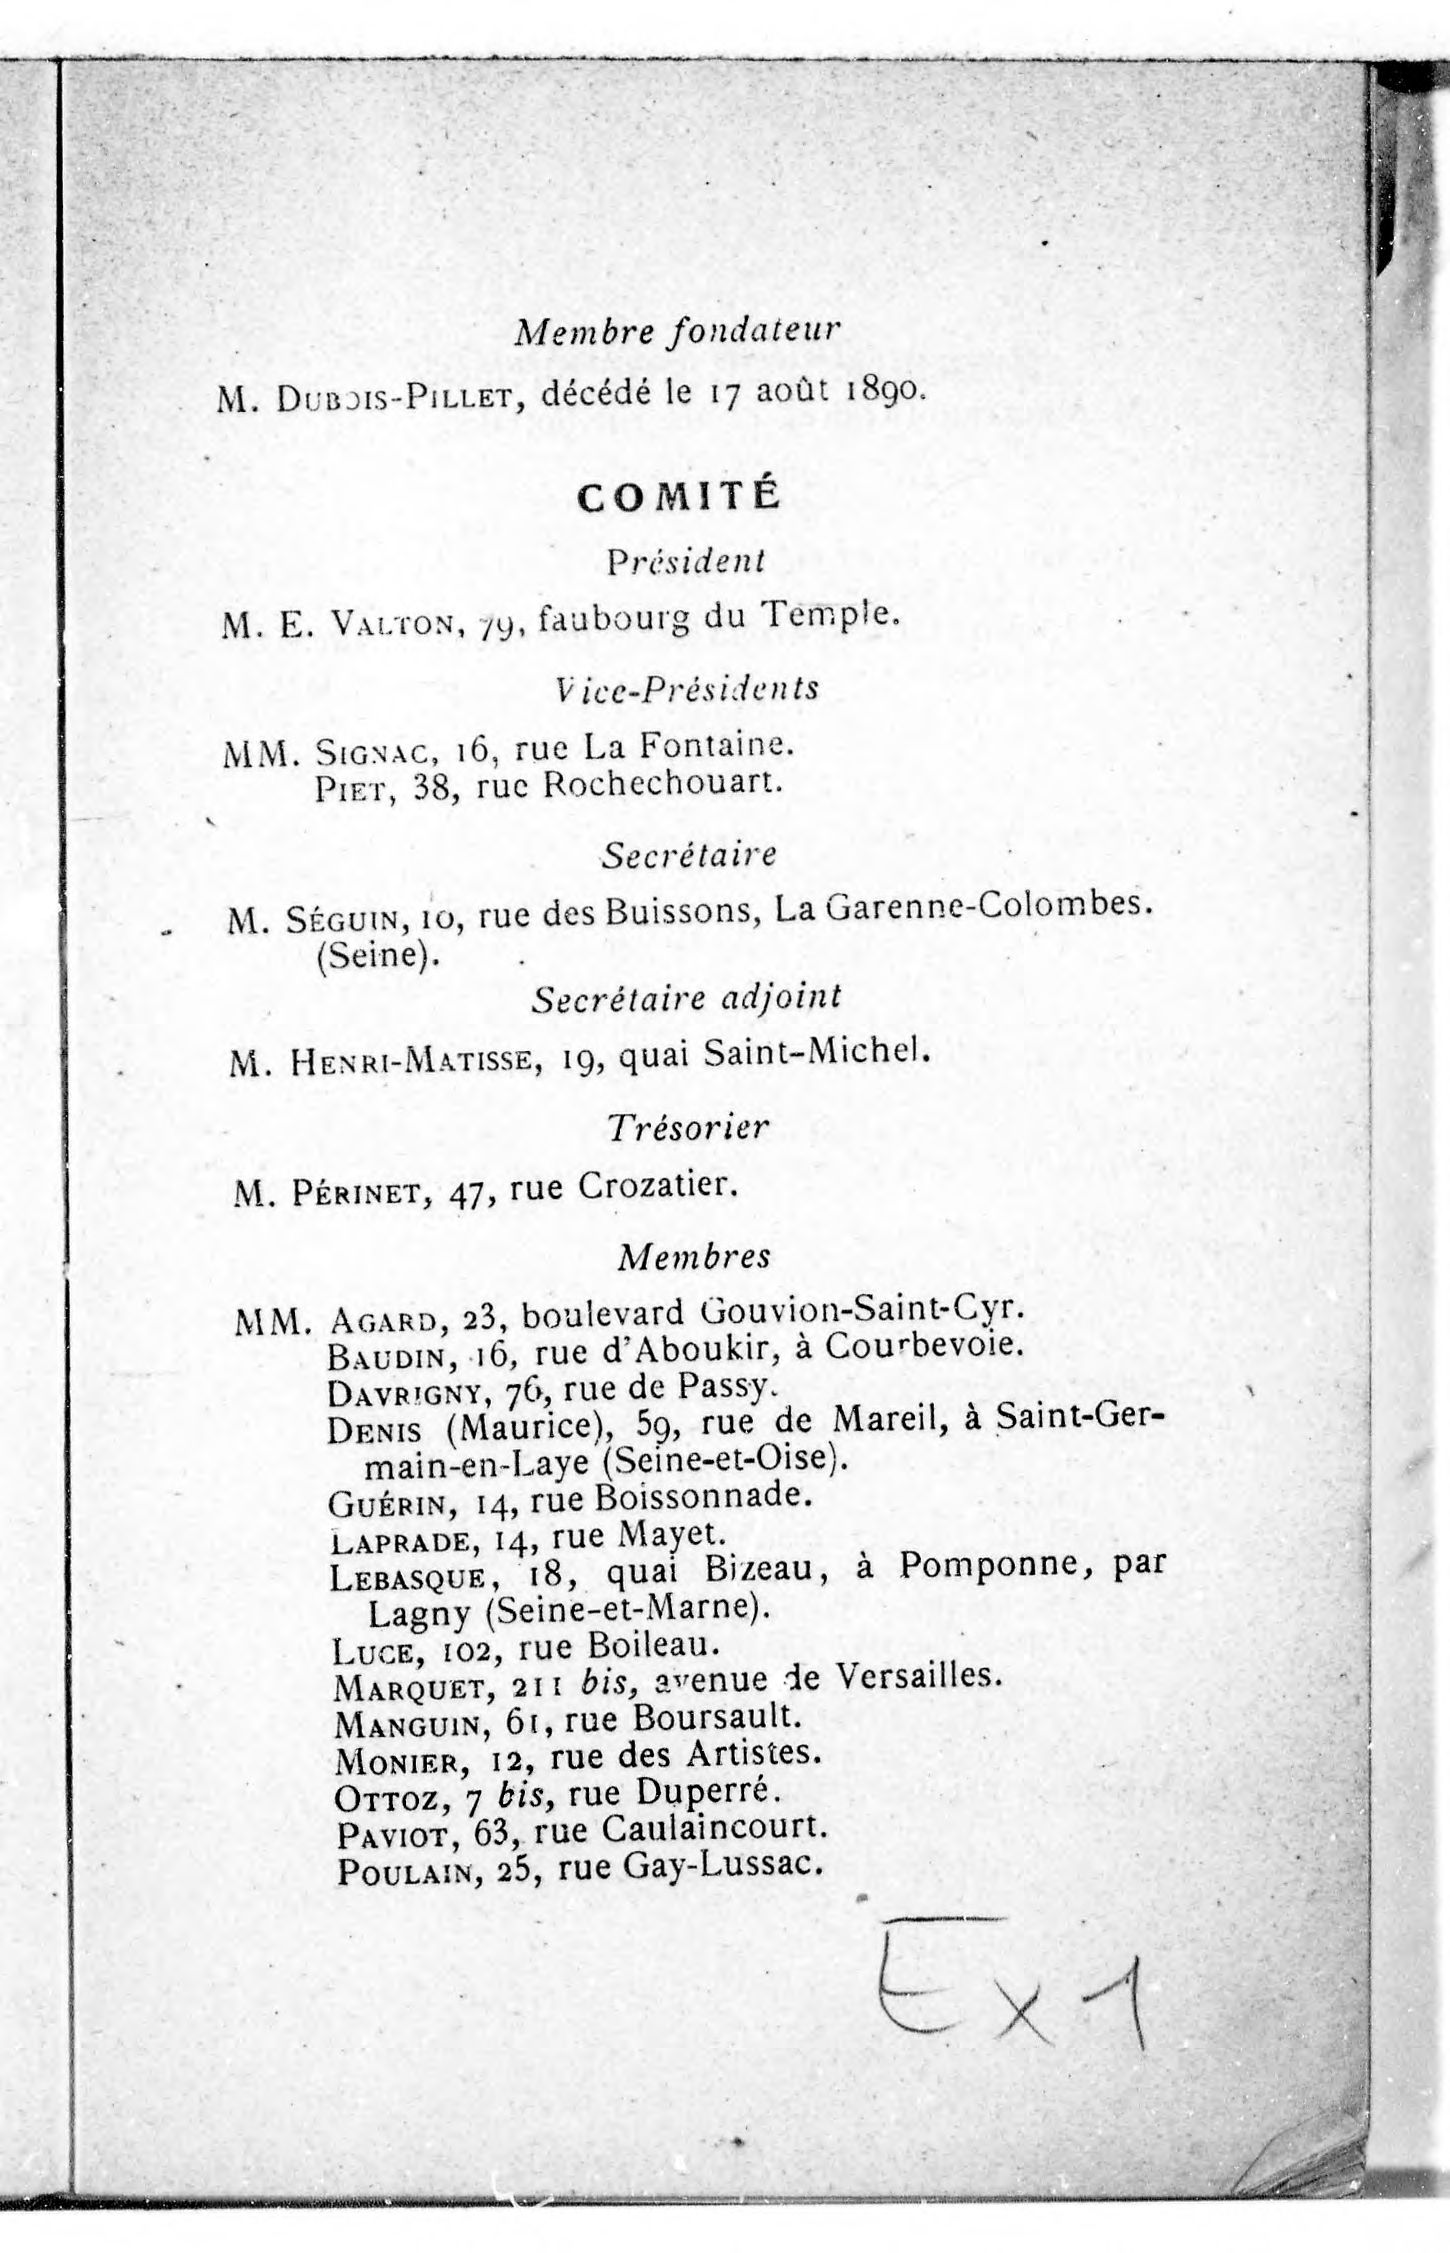 Membre fondateur
M. DUBOIS-PILLET, décédé le 17 août 1890.
COMITÉ
Président
M. E. VALTON, 79, faubourg du Temple.
Vice-Présidents
MM. SIGNAC, 16, rue La Fontaine.
PIET, 38, rue Rochechouart.
Secrétaire
M. SÉGUIN, 10, rue des Buissons, La Garenne-Colombes.
(Seine).
Secrétaire adjoint
M. HENRI-MATISSE, 19, quai Saint-Michel.
Trésorier
M. PÉRINET, 47, rue Crozatier.
Membres
MM. AGARD, 23, boulevard Gouvion-Saint-Cyr.
BAUDIN, 16, rue d'Aboukir, à Courbevoie.
DAVRIGNY, 76, rue de Passy.
DENIS (Maurice), 59, rue de Mareil, à Saint-Ger-
main-en-Laye (Seine-et-Oise).
GUÉRIN, 14, rue Boissonnade.
LAPRADE, 14, rue Mayet.
LEBASQUE, 18, quai Bizeau, à Pomponne, par
Lagny (Seine-et-Marne).
LUCE, 102, rue Boileau.
MARQUET, 211 bis, avenue de Versailles.
MANGUIN, 61, rue Boursault.
MONIER, 12, rue des Artistes.
OTTOZ, 7 bis, rue Duperré.
PAVIOT, 63, rue Caulaincourt.
POULAIN, 25, rue Gay-Lussac.
Ex 1